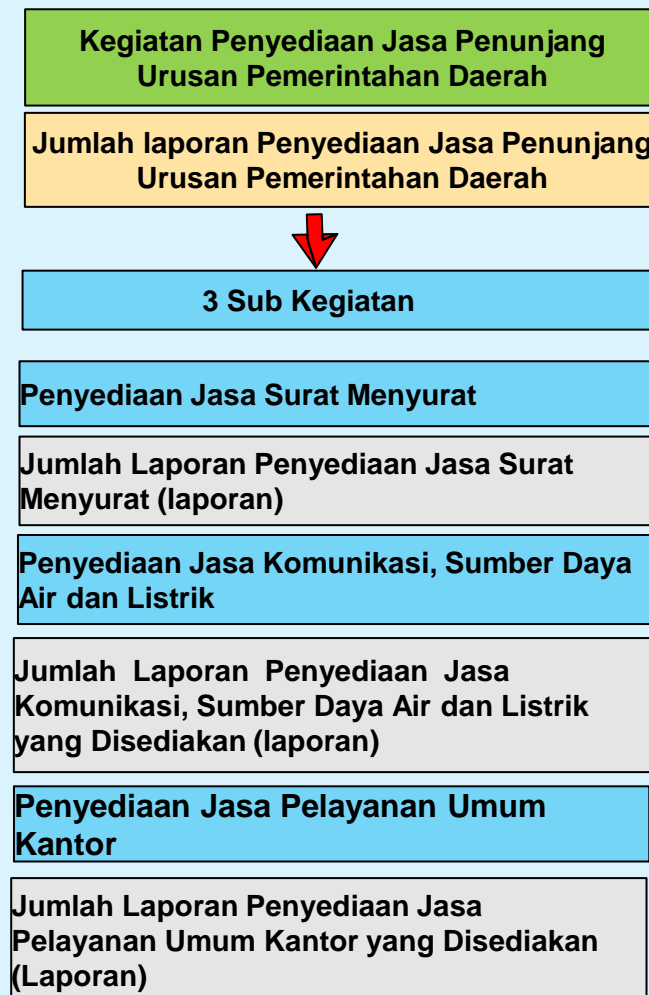 Kegiatan Penyediaan Jasa Penunjang
Urusan Pemerintahan Daerah
Jumlah laporan Penyediaan Jasa Penunjang
Urusan Pemerintahan Daerah
3 Sub Kegiatan
Penyediaan Jasa Surat Menyurat
Jumlah Laporan Penyediaan Jasa Surat
Menyurat (laporan)
Penyediaan Jasa Komunikasi, Sumber Daya
Air dan Listrik
Jumlah Laporan Penyediaan Jasa
Komunikasi, Sumber Daya Air dan Listrik
yang Disediakan (laporan)
Penyediaan Jasa Pelayanan Umum
Kantor
Jumlah Laporan Penyediaan Jasa
Pelayanan Umum Kantor yang Disediakan
(Laporan)